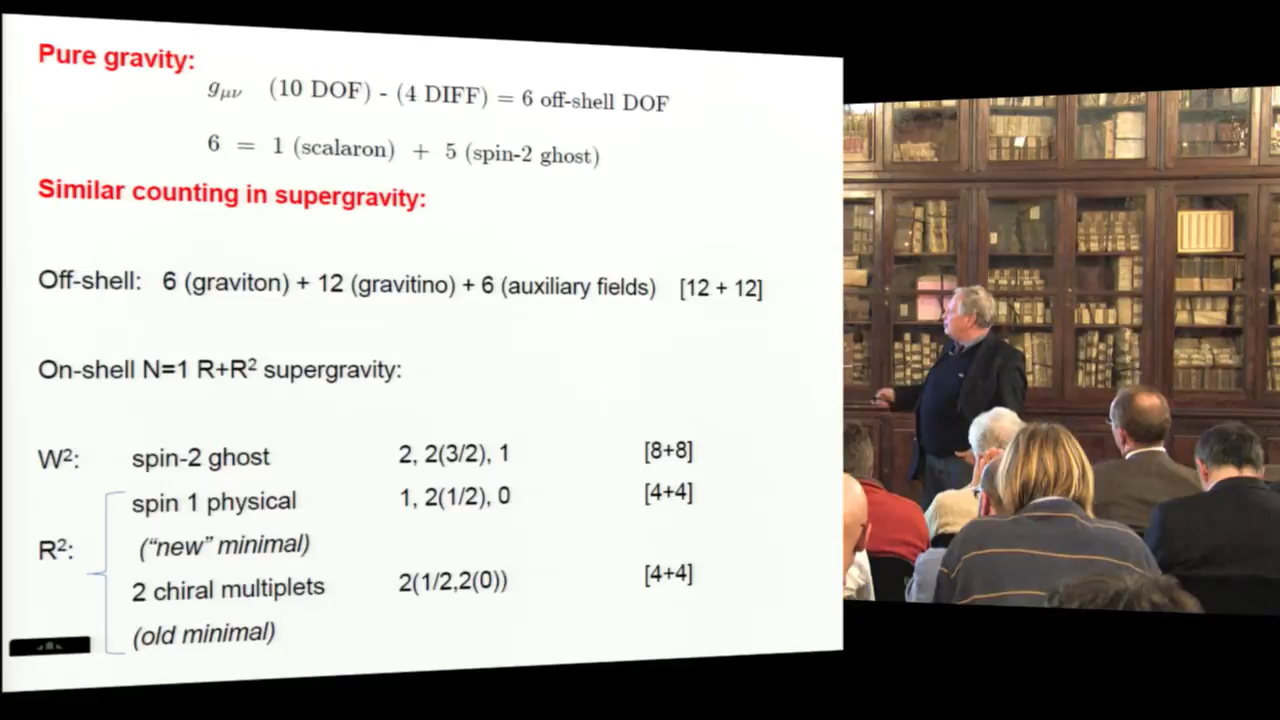 Pure gravity:
g_{μν} (10 DOF) - (4 DIFF) = 6 off-shell DOF
6 = 1 (scalaron) + 5 (spin-2 ghost)
Similar counting in supergravity:
Off-shell: 6 (graviton) + 12 (gravitino) + 6 (auxiliary fields) [12 + 12]
On-shell N=1 R+R² supergravity:
W²: spin-2 ghost 2, 2(3/2), 1 [8+8]
spin 1 physical 1, 2(1/2), 0 [4+4]
("new" minimal)
R²:
2 chiral multiplets 2(1/2,2(0)) [4+4]
(old minimal)